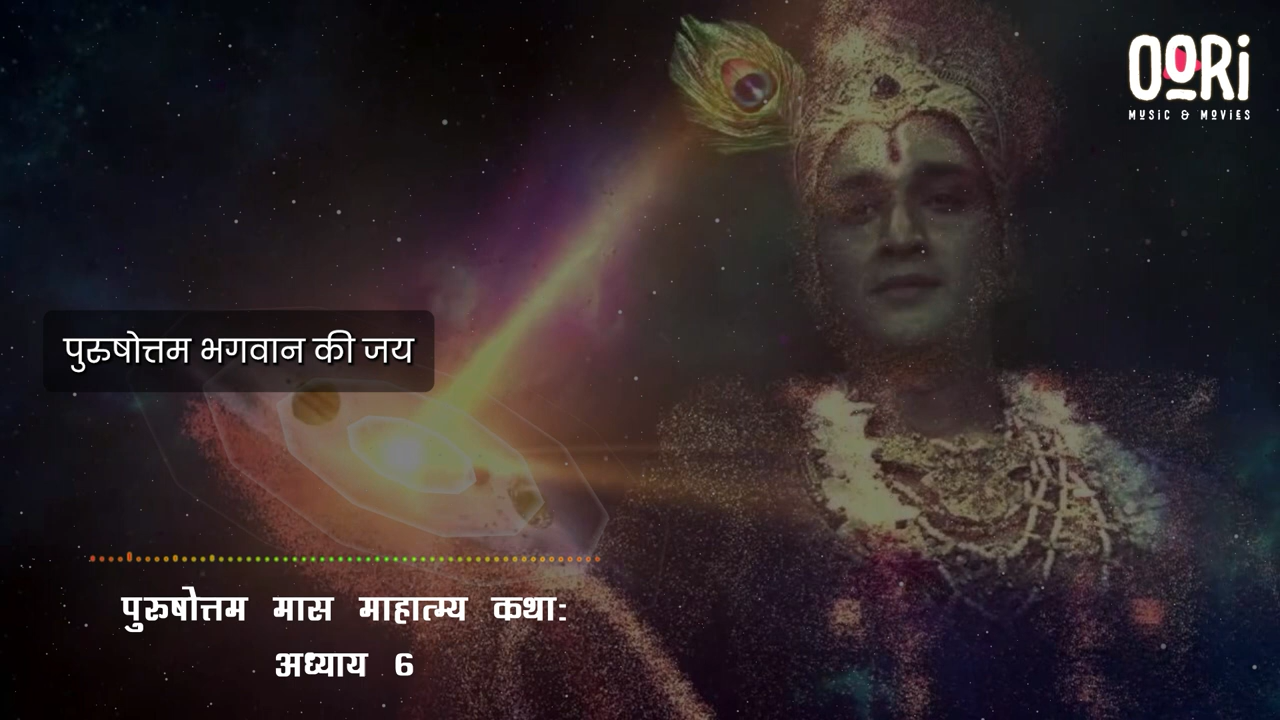 OORi
MUSIC & MOVIES
पुरुषोत्तम भगवान की जय
पुरुषोत्तम मास माहात्म्य कथा:
अध्याय 6